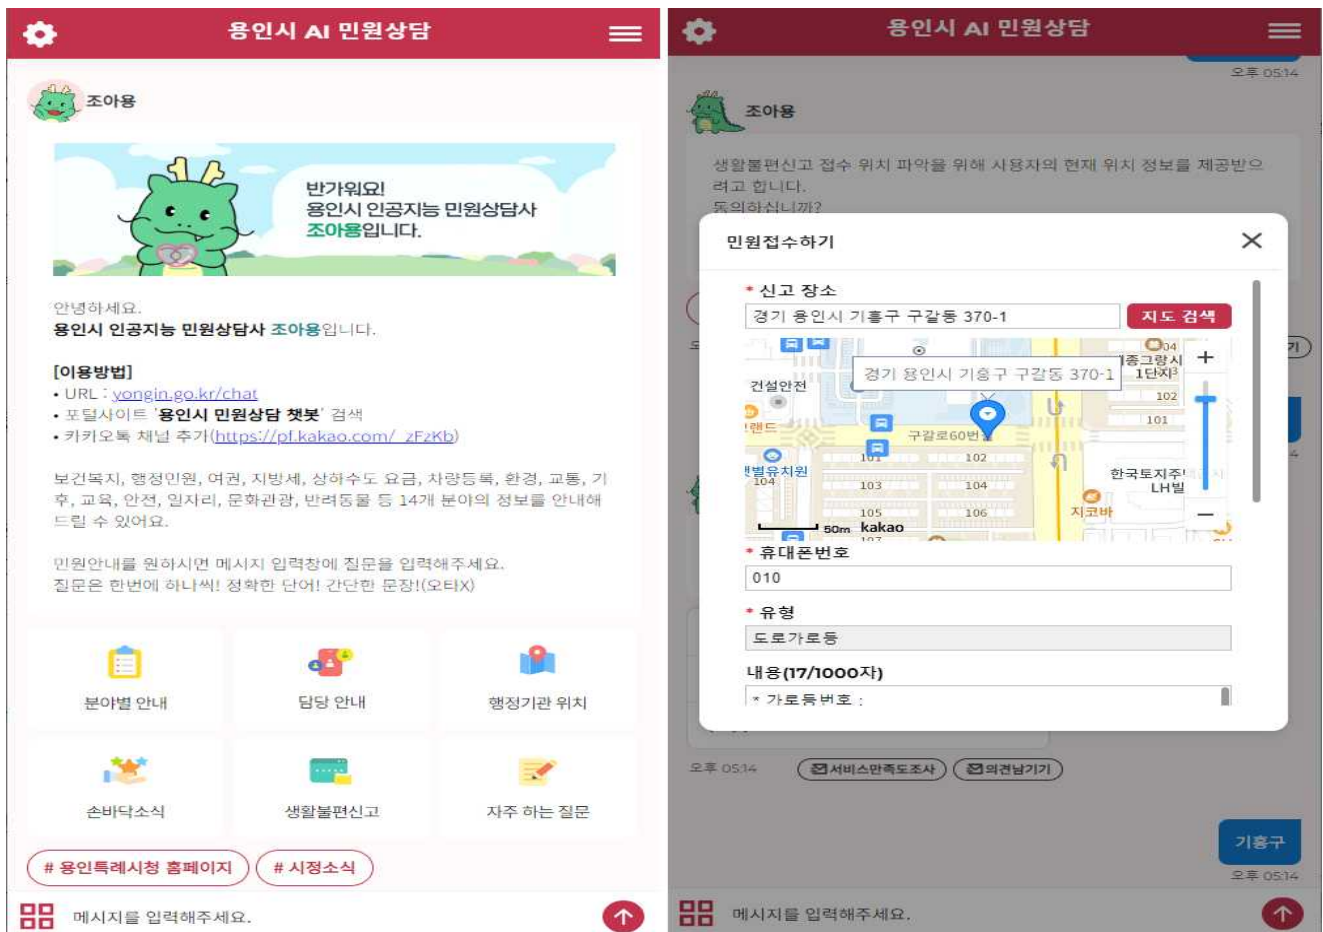 용인시 AI 민원상담
조아용
반가워요!
용인시 인공지능 민원상담사
조아용입니다.
안녕하세요.
용인시 인공지능 민원상담사 조아용입니다.
[이용방법]
• URL : yongin.go.kr/chat
• 포털사이트 '용인시 민원상담 챗봇' 검색
• 카카오톡 채널 추가(https://pf.kakao.com/_zFzKb)
보건복지, 행정민원, 여권, 지방세, 상하수도 요금, 차량등록, 환경, 교통, 기
후, 교육, 안전, 일자리, 문화관광, 반려동물 등 14개 분야의 정보를 안내해
드릴 수 있어요.
민원안내를 원하시면 메시지 입력창에 질문을 입력해주세요.
질문은 한번에 하나씩! 정확한 단어! 간단한 문장!(오타X)
분야별 안내
담당 안내
행정기관 위치
손바닥소식
생활불편신고
자주 하는 질문
# 용인특례시청 홈페이지
# 시정소식
메시지를 입력해주세요.
용인시 AI 민원상담
오후 05:14
조아용
생활불편신고 접수 위치 파악을 위해 사용자의 현재 위치 정보를 제공받으
려고 합니다.
동의하십니까?
민원접수하기
* 신고 장소
경기 용인시 기흥구 구갈동 370-1
지도 검색
경기 용인시 기흥구 구갈동 370-1
건설안전
1단지
102
101
구갈로60번길
101
102
햇별유치원
104
103
104
한국토지주
LH빌
105
106
지코바
50m kakao
107
* 휴대폰번호
010
* 유형
도로가로등
내용(17/1000자)
* 가로등번호 :
오후 05:14
서비스만족도조사
의견남기기
기흥구
오후 05:14
메시지를 입력해주세요.